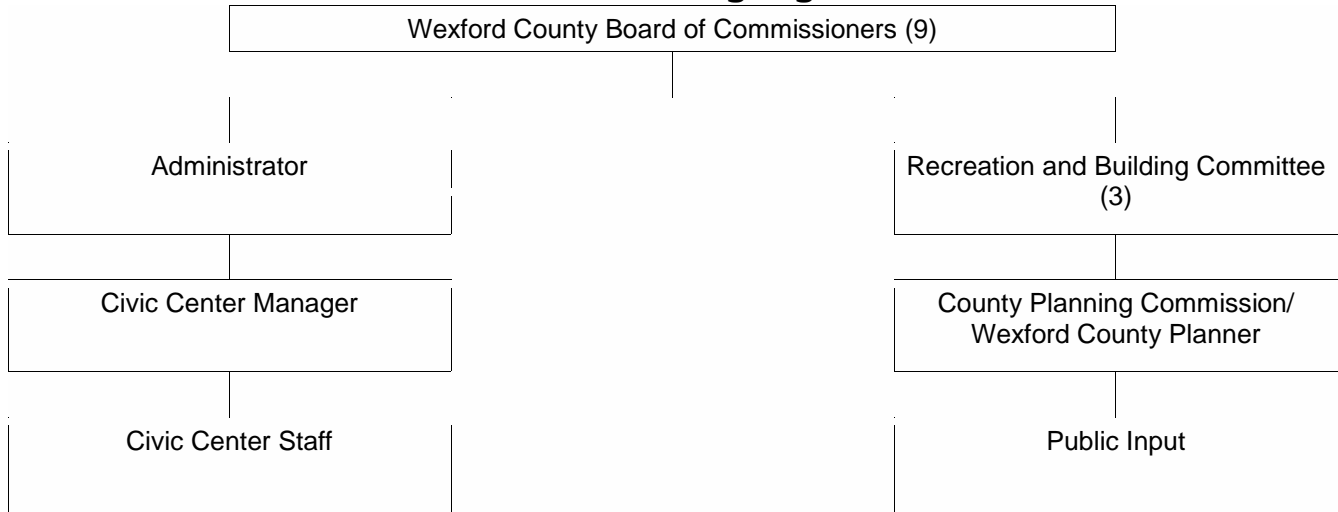 Wexford County Board of Commissioners (9)
Administrator
Recreation and Building Committee
(3)
Civic Center Manager
County Planning Commission/
Wexford County Planner
Civic Center Staff
Public Input